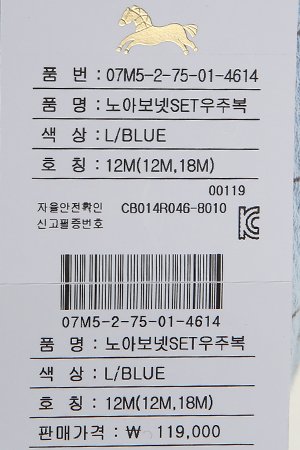 품 번 : 07M5-2-75-01-4614
품 명 : 노아보넷SET우주복
색 상 : L/BLUE
호 칭 : 12M(12M,18M)
00119
자율안전확인 CB014R046-8010
신고필증번호
07M5-2-75-01-4614
품 명 : 노아보넷SET우주복
색 상 : L/BLUE
호 칭 : 12M(12M,18M)
판매가격 : ₩ 119,000